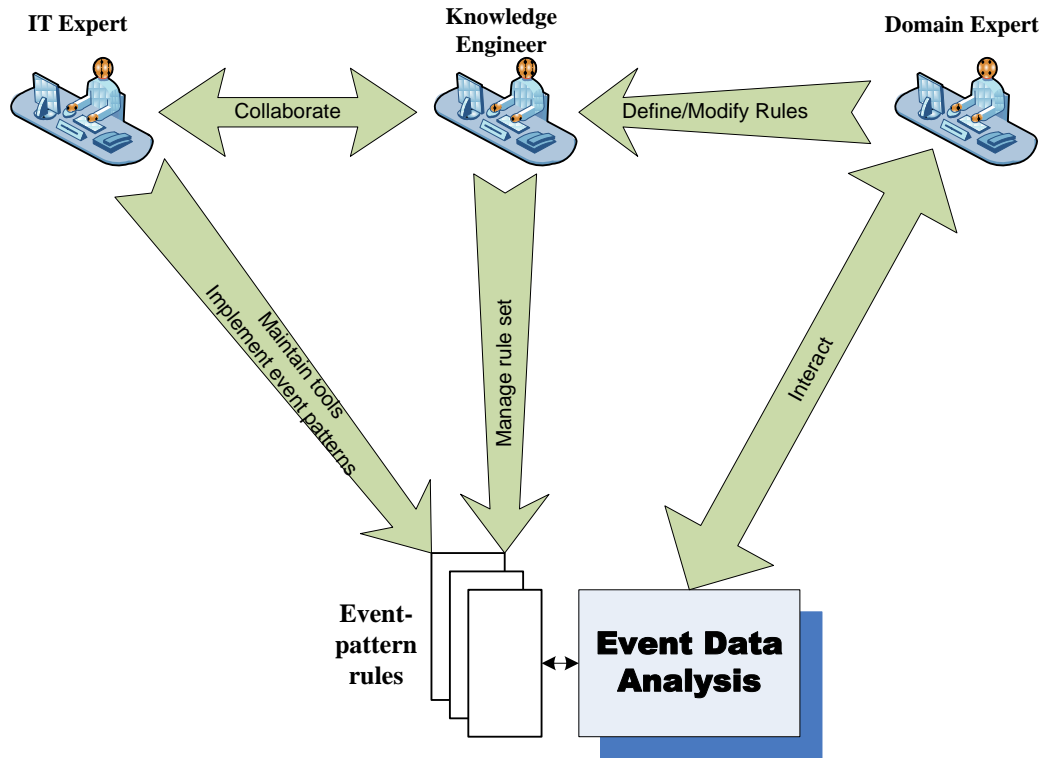 IT Expert
Knowledge
Engineer
Domain Expert
Collaborate
Define/Modify Rules
Maintain tools
Implement event patterns
Manage rule set
Interact
Event-
pattern
rules
Event Data
Analysis